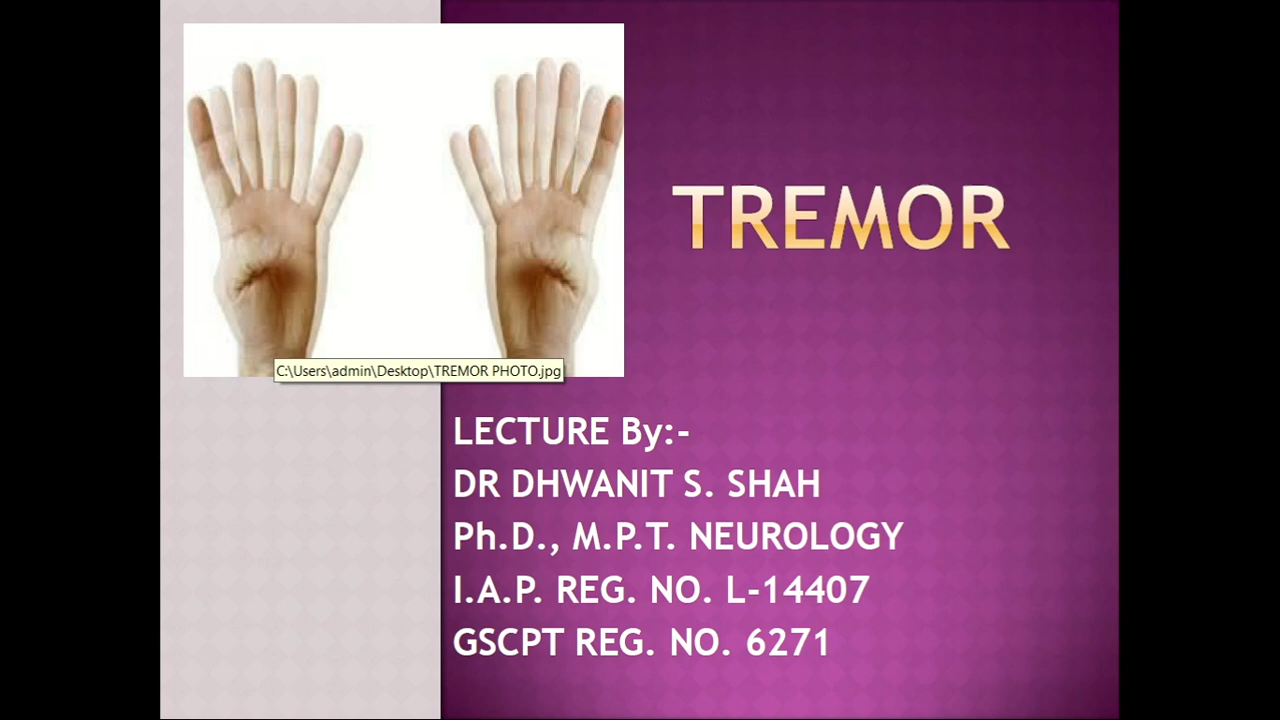 TREMOR
C:\Users\admin\Desktop\TREMOR PHOTO.jpg
LECTURE By:-
DR DHWANIT S. SHAH
Ph.D., M.P.T. NEUROLOGY
I.A.P. REG. NO. L-14407
GSCPT REG. NO. 6271